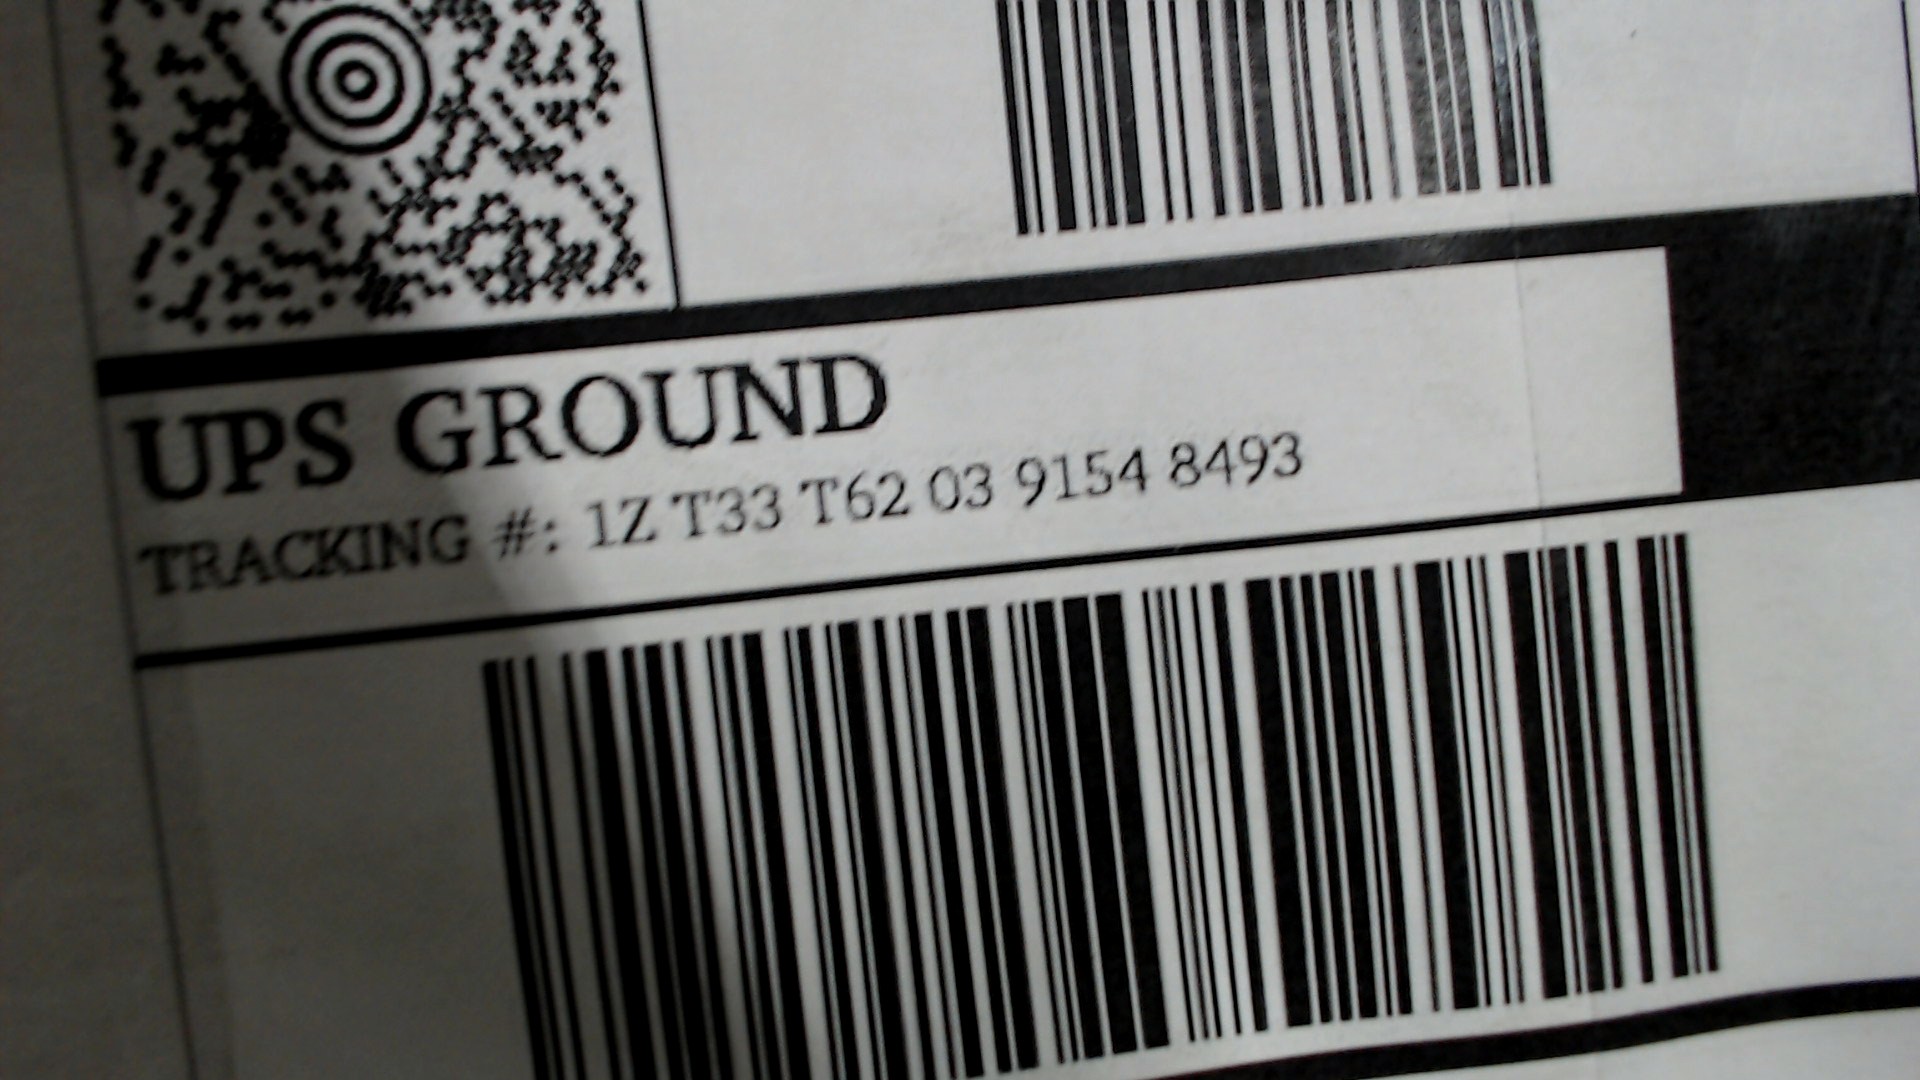 UPS GROUND
TRACKING #: 1Z T33 T62 03 9154 8493